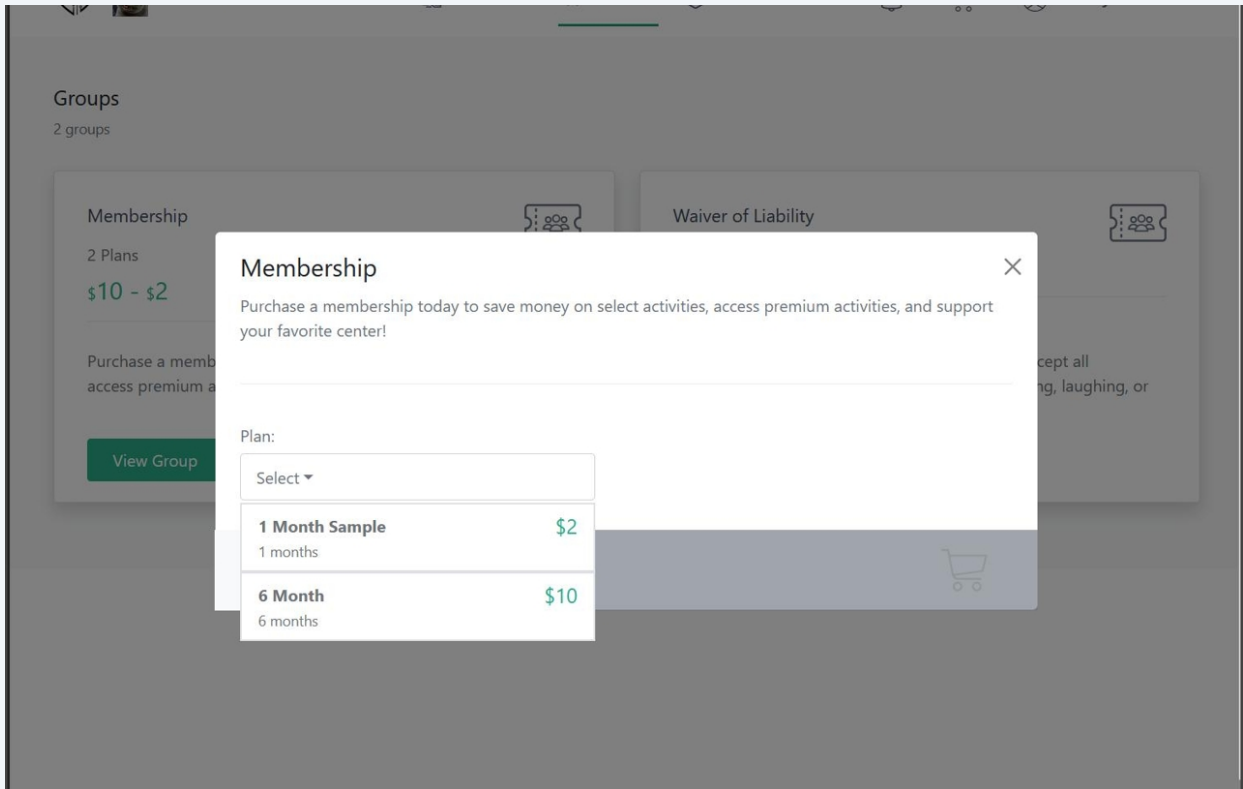 Groups
2 groups
Membership
2 Plans
$10 - $2
Purchase a memb
access premium a
View Group
Waiver of Liability
cept all
ng, laughing, or
Membership
Purchase a membership today to save money on select activities, access premium activities, and support
your favorite center!
Plan:
Select
1 Month Sample $2
1 months
6 Month $10
6 months